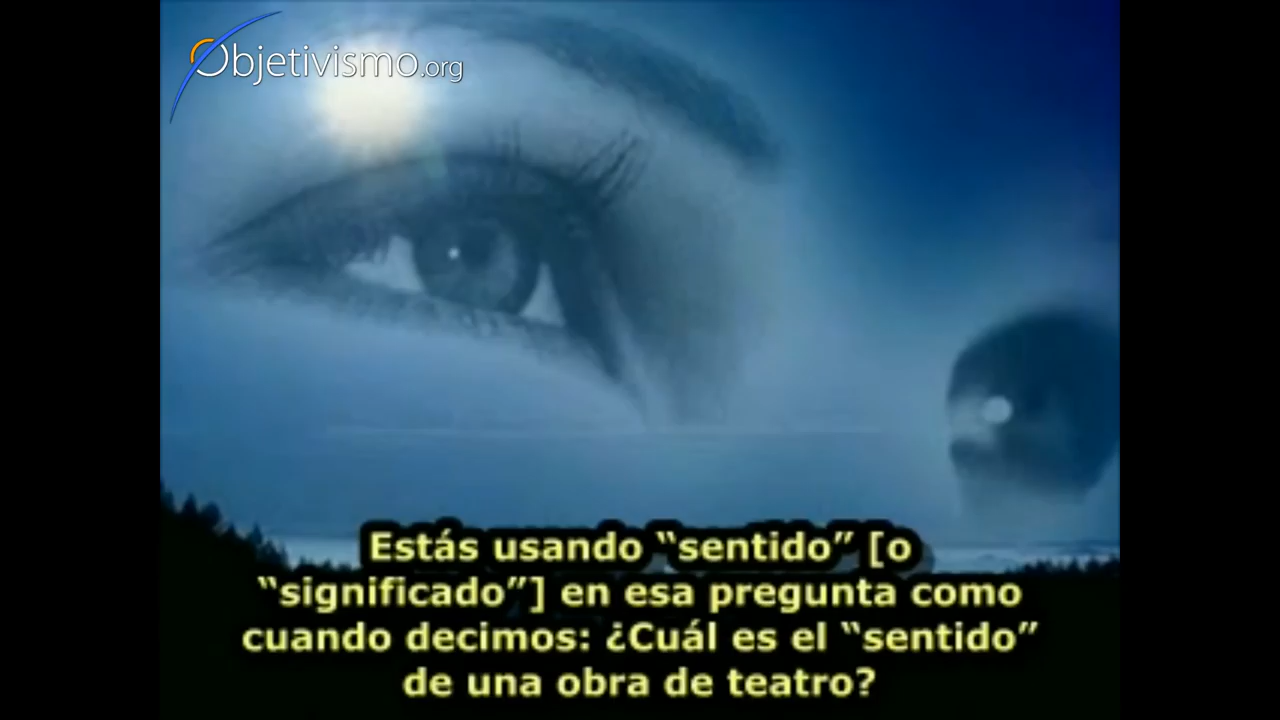 Objetivismo.org
Estás usando “sentido” [o
“significado”] en esa pregunta como
cuando decimos: ¿Cuál es el “sentido”
de una obra de teatro?